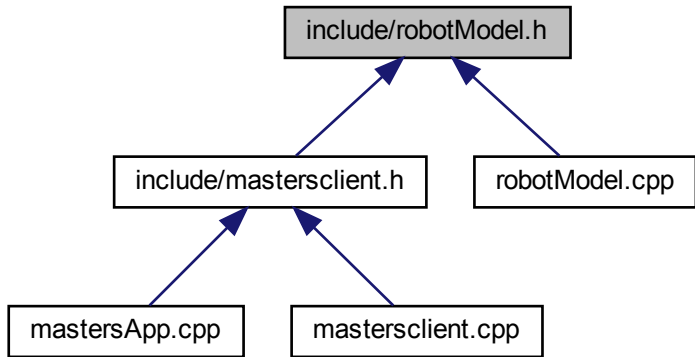 include/robotModel.h
include/mastersclient.h
robotModel.cpp
mastersApp.cpp
mastersclient.cpp